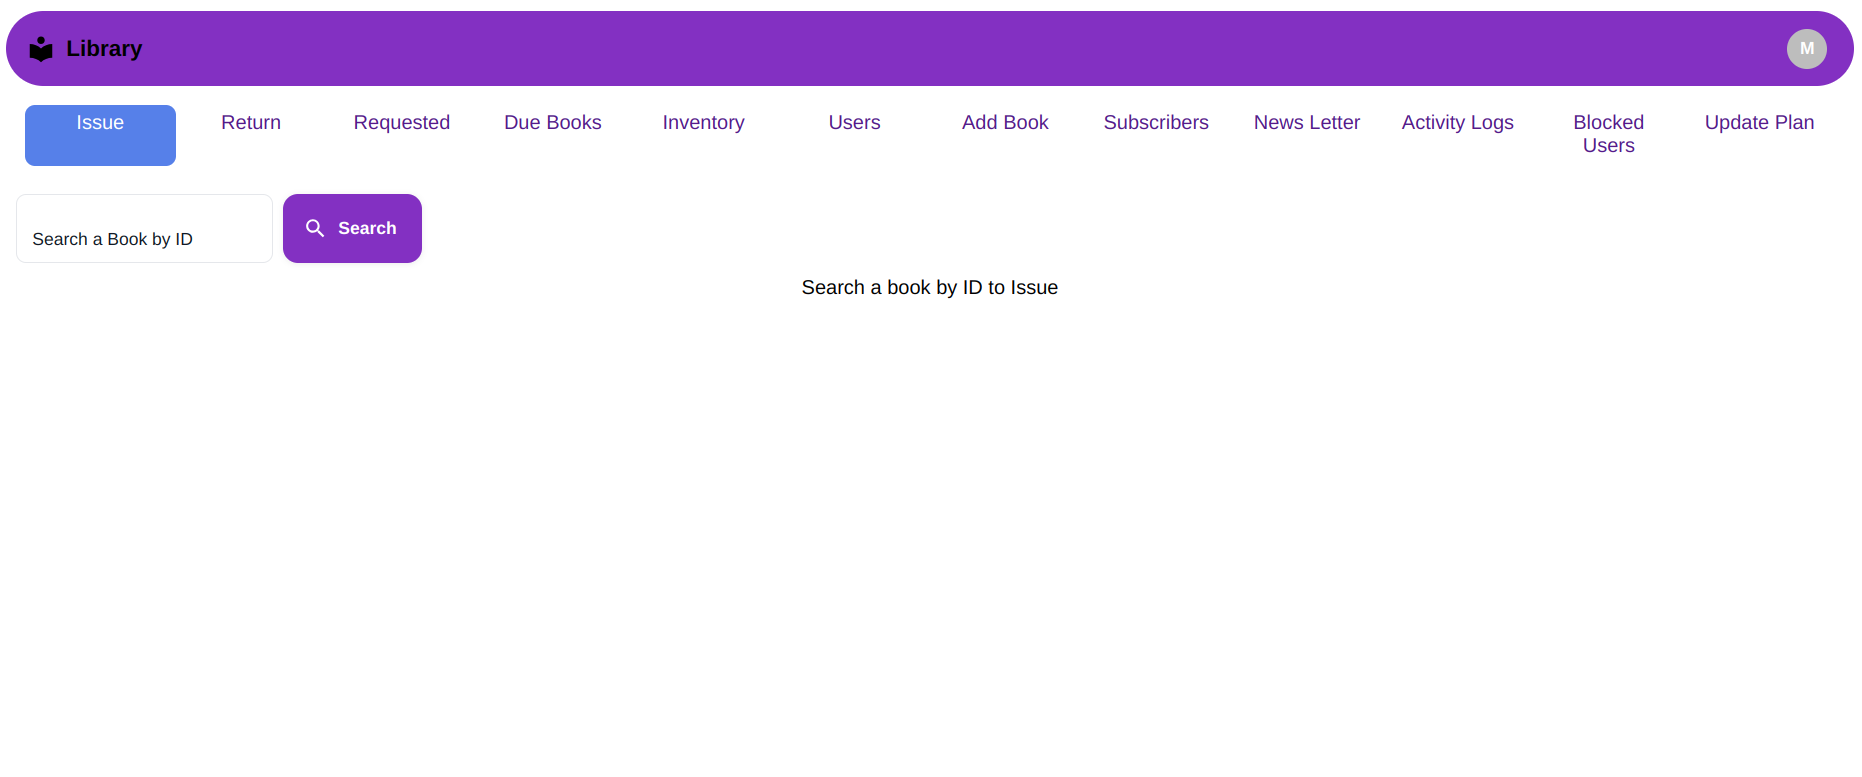 Library
M
Issue
Return
Requested
Due Books
Inventory
Users
Add Book
Subscribers
News Letter
Activity Logs
Blocked
Users
Update Plan
Search a Book by ID
Search
Search a book by ID to Issue